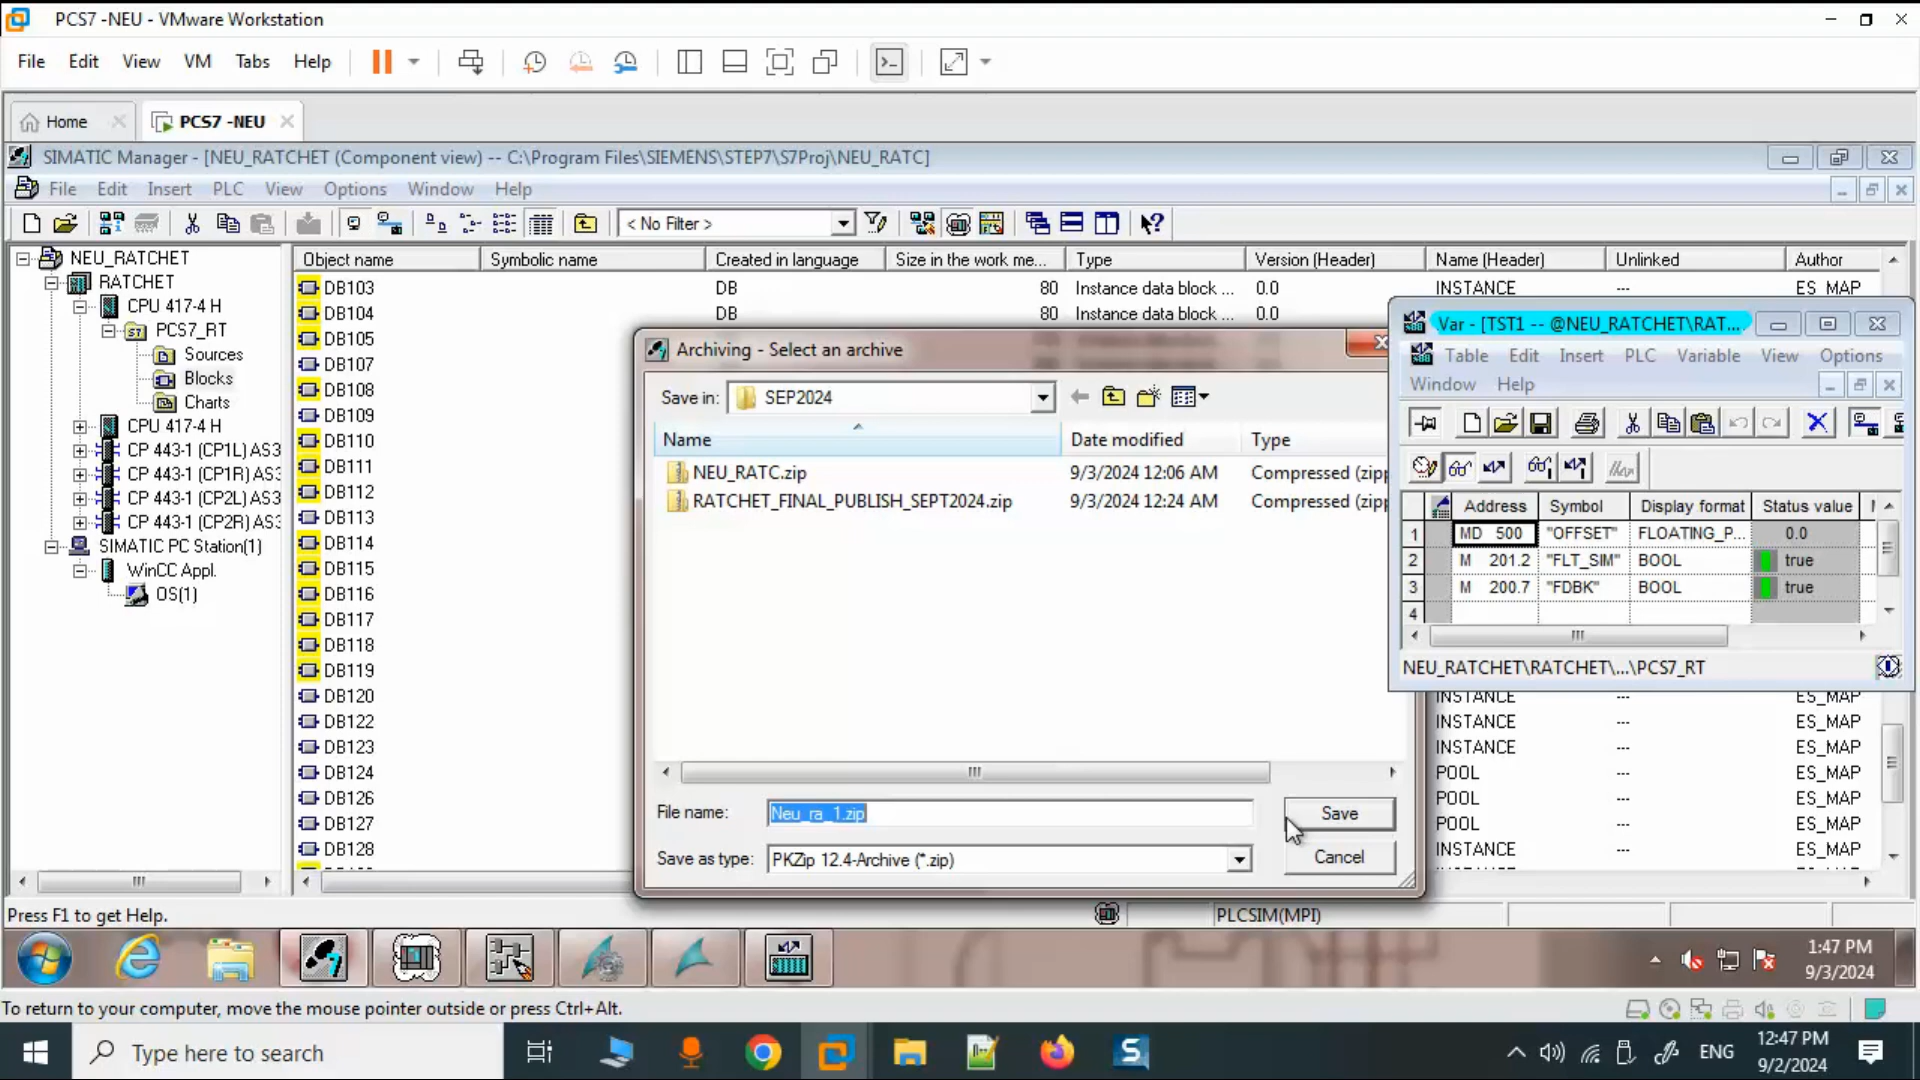 PCS7 -NEU - VMware Workstation
File Edit View VM Tabs Help
Home PCS7 -NEU
SIMATIC Manager - [NEU_RATCHET (Component view) -- C:\Program Files\SIEMENS\STEP7\S7Proj\NEU_RATC]
File Edit Insert PLC View Options Window Help
< No Filter >
NEU_RATCHET
RATCHET
CPU 417-4 H
PCS7_RT
Sources
Blocks
Charts
CPU 417-4 H
CP 443-1 (CP1L) AS3
CP 443-1 (CP1R) AS3
CP 443-1 (CP2L) AS3
CP 443-1 (CP2R) AS3
SIMATIC PC Station(1)
WinCC Appl.
OS(1)
Object name Symbolic name Created in language Size in the work me... Type Version (Header) Name (Header) Unlinked Author
DB103 DB 80 Instance data block ... 0.0 INSTANCE --- ES_MAP
DB104 DB 80 Instance data block ... 0.0
DB105
DB107
DB108
DB109
DB110
DB111
DB112
DB113
DB114
DB115
DB116
DB117
DB118
DB119
DB120 INSTANCE --- ES_MAP
DB122 INSTANCE --- ES_MAP
DB123 INSTANCE --- ES_MAP
DB124 POOL --- ES_MAP
DB126 POOL --- ES_MAP
DB127 POOL --- ES_MAP
DB128 INSTANCE --- ES_MAP
Archiving - Select an archive
Save in: SEP2024
Name Date modified Type
NEU_RATC.zip 9/3/2024 12:06 AM Compressed (zipp
RATCHET_FINAL_PUBLISH_SEPT2024.zip 9/3/2024 12:24 AM Compressed (zipp
File name: Neu_ra_1.zip Save
Save as type: PKZip 12.4-Archive (*.zip) Cancel
Var - [TST1 -- @NEU_RATCHET\RAT...
Table Edit Insert PLC Variable View Options
Window Help
Address Symbol Display format Status value
1 MD 500 "OFFSET" FLOATING_P... 0.0
2 M 201.2 "FLT_SIM" BOOL true
3 M 200.7 "FDBK" BOOL true
4
NEU_RATCHET\RATCHET\...\PCS7_RT
Press F1 to get Help. PLCSIM(MPI)
1:47 PM
9/3/2024
To return to your computer, move the mouse pointer outside or press Ctrl+Alt.
Type here to search
ENG
12:47 PM
9/2/2024